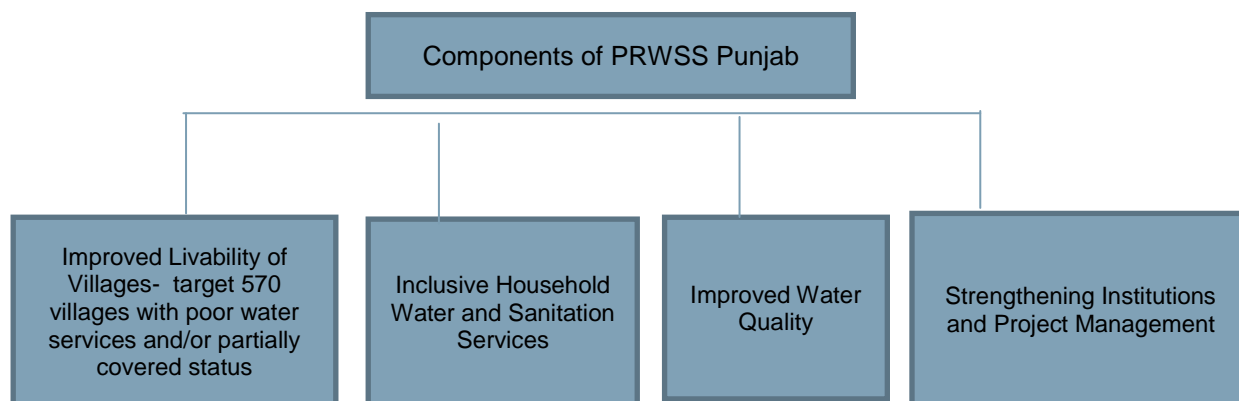 Components of PRWSS Punjab
Improved Livability of
Villages- target 570
villages with poor water
services and/or partially
covered status
Inclusive Household
Water and Sanitation
Services
Improved Water
Quality
Strengthening Institutions
and Project Management